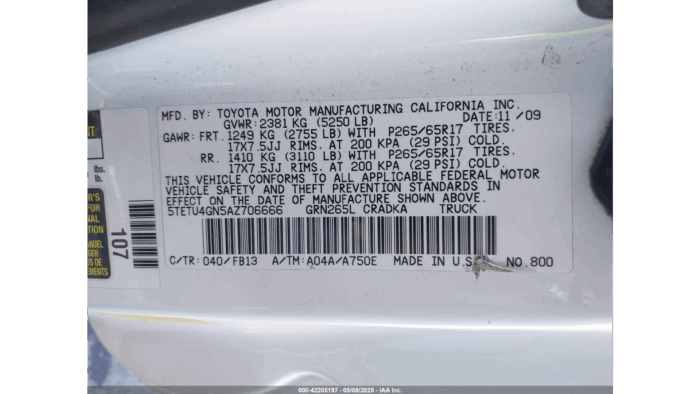 MFD. BY: TOYOTA MOTOR MANUFACTURING CALIFORNIA INC.
GVWR: 2381 KG (5250 LB) DATE: 11 / 09
GAWR: FRT. 1249 KG (2755 LB) WITH P265/65R17 TIRES.
17X7.5JJ RIMS. AT 200 KPA (29 PSI) COLD.
RR. 1410 KG (3110 LB) WITH P265/65R17 TIRES.
17X7.5JJ RIMS. AT 200 KPA (29 PSI) COLD.
THIS VEHICLE CONFORMS TO ALL APPLICABLE FEDERAL MOTOR
VEHICLE SAFETY AND THEFT PREVENTION STANDARDS IN
EFFECT ON THE DATE OF MANUFACTURE SHOWN ABOVE.
5TETU4GN5AZ706666 GRN265L CRADKA TRUCK
C/TR: 040/FB13 A/TM: A04A/A750E MADE IN U.S. NO. 800
lbs.
lb.
107
000-42205197 - 05/08/2025 - IAA Inc.